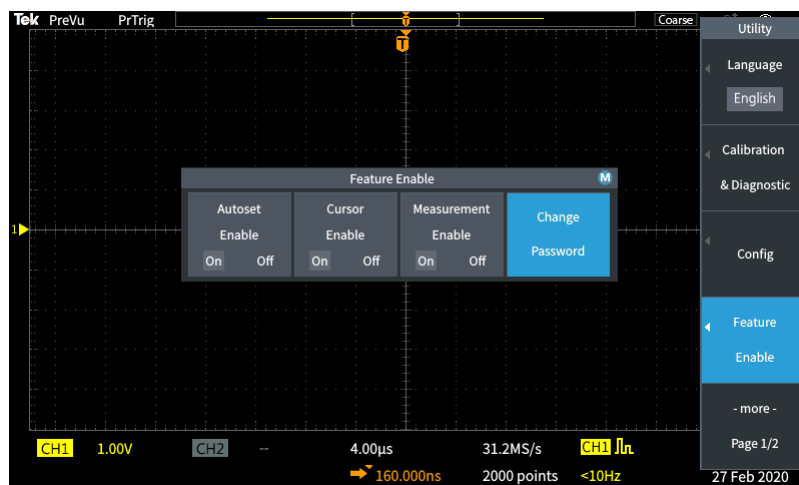 Tek PreVu PrTrig Coarse
Utility
T
Language
English
Calibration
& Diagnostic
Feature Enable M
Autoset Enable On Off
Cursor Enable On Off
Measurement Enable On Off
Change Password
1
Config
Feature
Enable
- more -
Page 1/2
CH1 1.00V CH2 -- 4.00μs 31.2MS/s CH1
160.000ns 2000 points <10Hz 27 Feb 2020